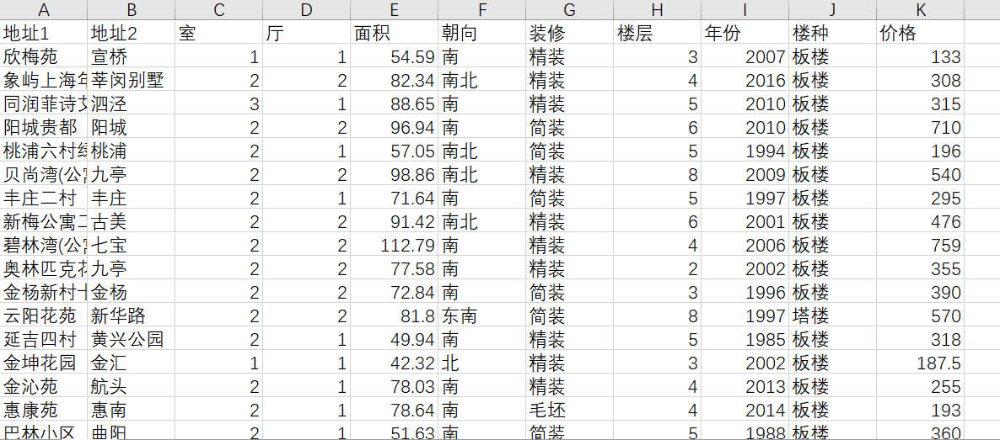 A B C D E F G H I J K
地址1 地址2 室 厅 面积 朝向 装修 楼层 年份 楼种 价格
欣梅苑 宣桥 1 1 54.59 南 精装 3 2007 板楼 133
象屿上海年 莘闵别墅 2 2 82.34 南北 精装 4 2016 板楼 308
同润菲诗艾 泗泾 3 1 88.65 南 精装 5 2010 板楼 315
阳城贵都 阳城 2 2 96.94 南 简装 6 2010 板楼 710
桃浦六村绿 桃浦 2 1 57.05 南北 简装 5 1994 板楼 196
贝尚湾(公寓 九亭 2 2 98.86 南北 精装 8 2009 板楼 540
丰庄二村 丰庄 2 1 71.64 南 简装 5 1997 板楼 295
新梅公寓二 古美 2 2 91.42 南北 精装 6 2001 板楼 476
碧林湾(公寓 七宝 2 2 112.79 南 精装 4 2006 板楼 759
奥林匹克花 九亭 2 2 77.58 南 精装 2 2002 板楼 355
金杨新村十 金杨 2 2 72.84 南 简装 3 1996 板楼 390
云阳花苑 新华路 2 2 81.8 东南 简装 8 1997 塔楼 570
延吉四村 黄兴公园 2 1 49.94 南 精装 5 1985 板楼 318
金坤花园 金汇 1 1 42.32 北 精装 3 2002 板楼 187.5
金沁苑 航头 2 1 78.03 南 精装 4 2013 板楼 255
惠康苑 惠南 2 1 78.64 南 毛坯 4 2014 板楼 193
巴林小区 曲阳 2 1 51.63 南 简装 5 1988 板楼 360